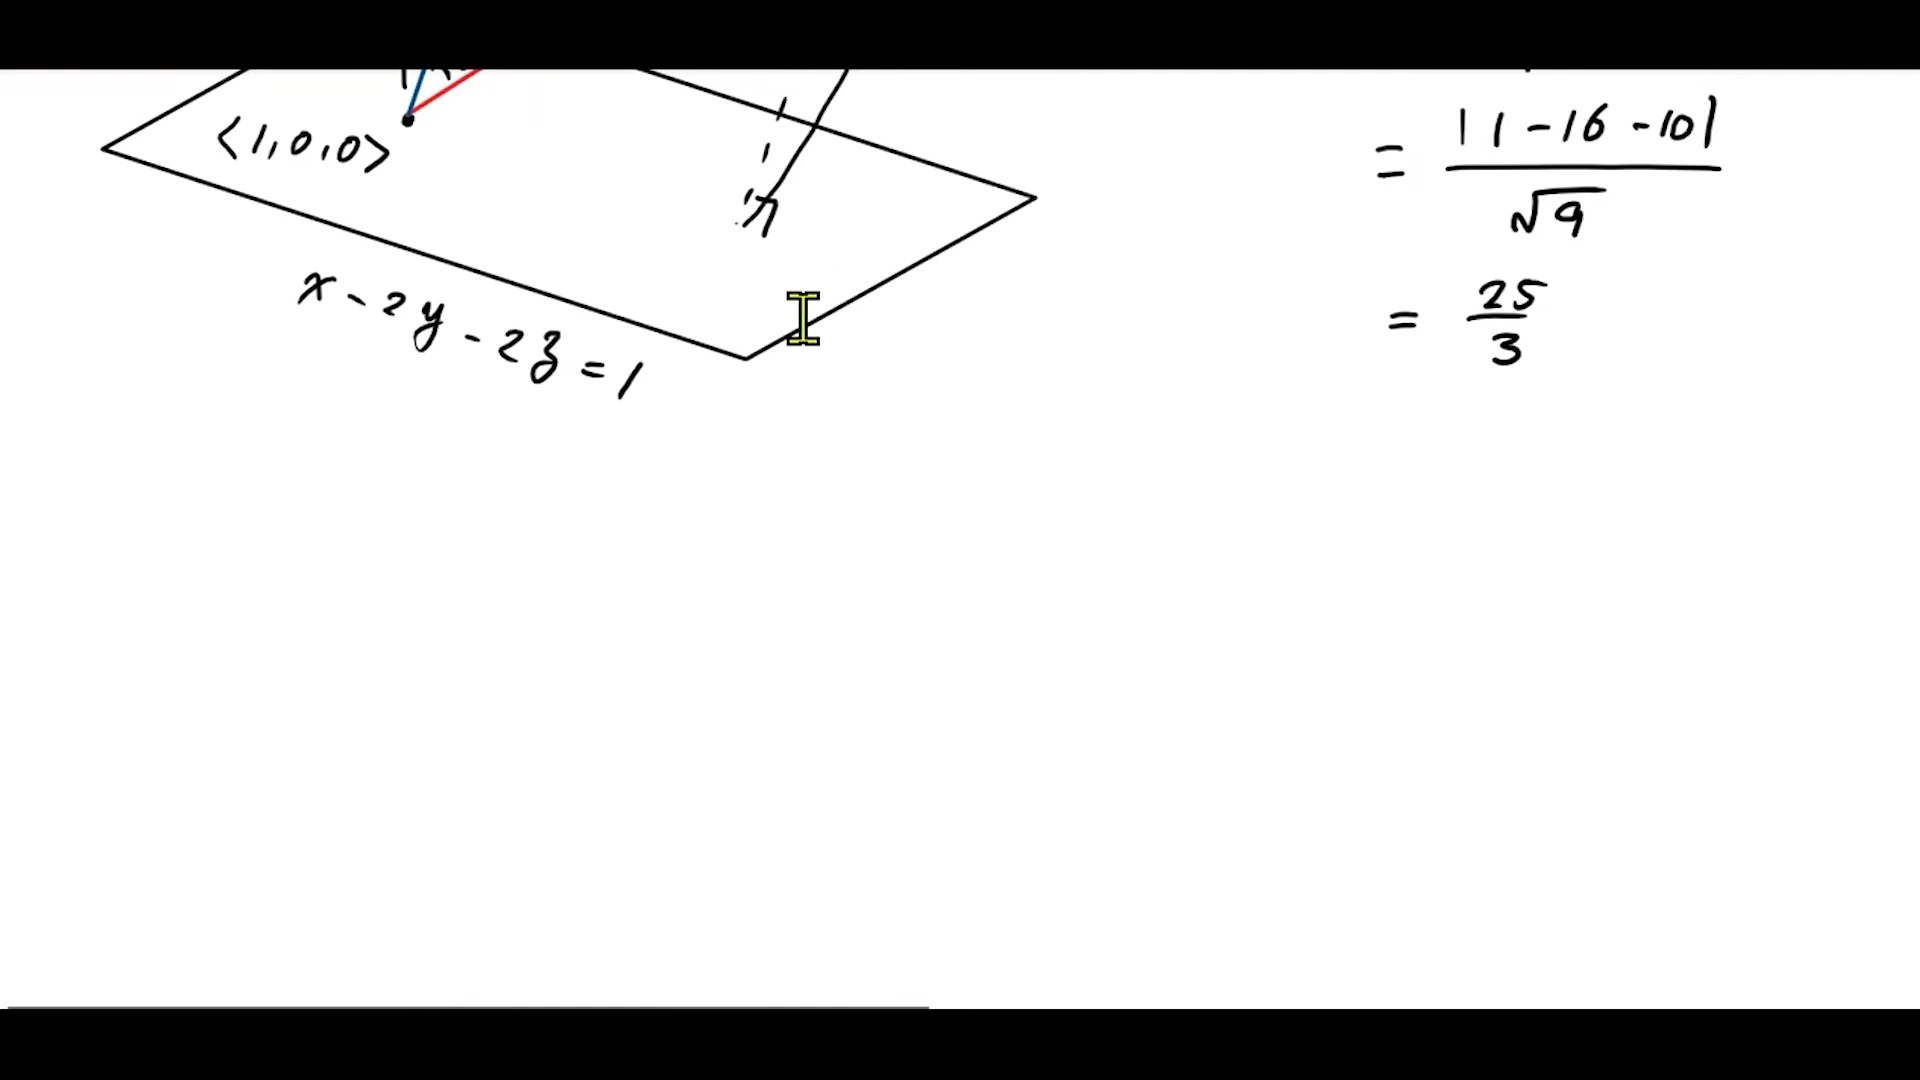 <1,0,0>
x - 2y - 2z = 1
= |1 - 16 - 10| / √9
= 25 / 3